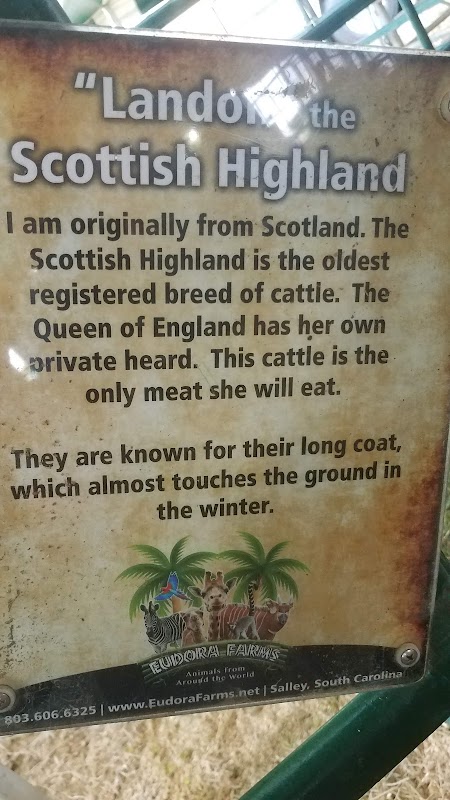 "Landon the
Scottish Highland
I am originally from Scotland. The
Scottish Highland is the oldest
registered breed of cattle. The
Queen of England has her own
private heard. This cattle is the
only meat she will eat.
They are known for their long coat,
which almost touches the ground in
the winter.
EUDORA FARMS
Animals from
Around the World
803.606.6325 | www.EudoraFarms.net | Salley, South Carolina